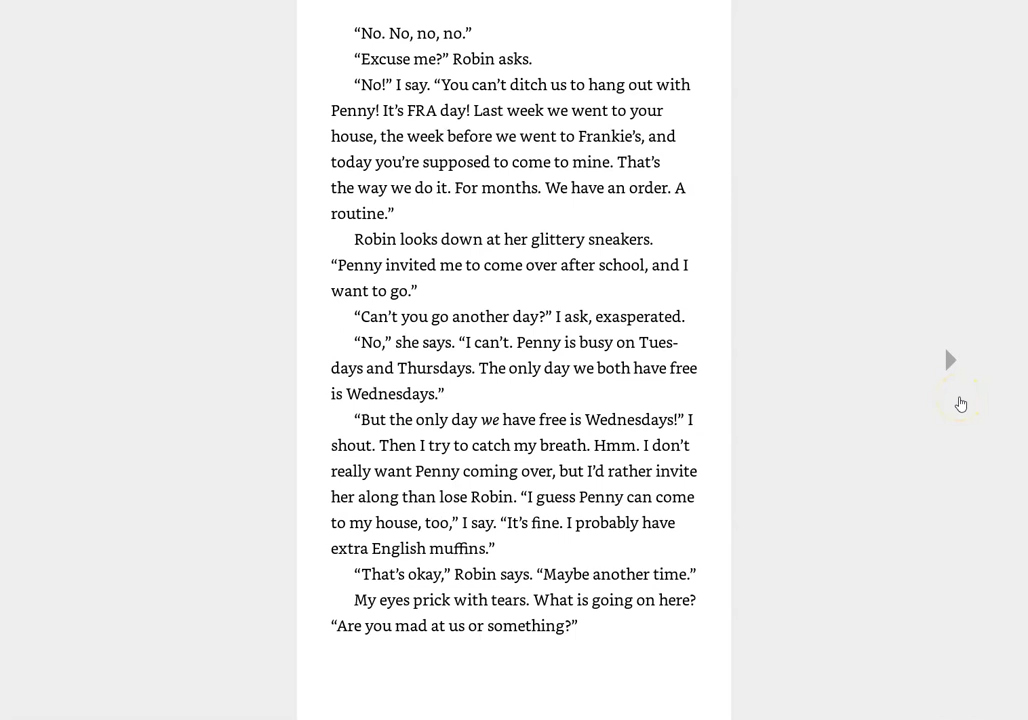 “No. No, no, no.”
“Excuse me?” Robin asks.
“No!” I say. “You can’t ditch us to hang out with
Penny! It’s FRA day! Last week we went to your
house, the week before we went to Frankie’s, and
today you’re supposed to come to mine. That’s
the way we do it. For months. We have an order. A
routine.”
Robin looks down at her glittery sneakers.
“Penny invited me to come over after school, and I
want to go.”
“Can’t you go another day?” I ask, exasperated.
“No,” she says. “I can’t. Penny is busy on Tues-
days and Thursdays. The only day we both have free
is Wednesdays.”
“But the only day we have free is Wednesdays!” I
shout. Then I try to catch my breath. Hmm. I don’t
really want Penny coming over, but I’d rather invite
her along than lose Robin. “I guess Penny can come
to my house, too,” I say. “It’s fine. I probably have
extra English muffins.”
“That’s okay,” Robin says. “Maybe another time.”
My eyes prick with tears. What is going on here?
“Are you mad at us or something?”